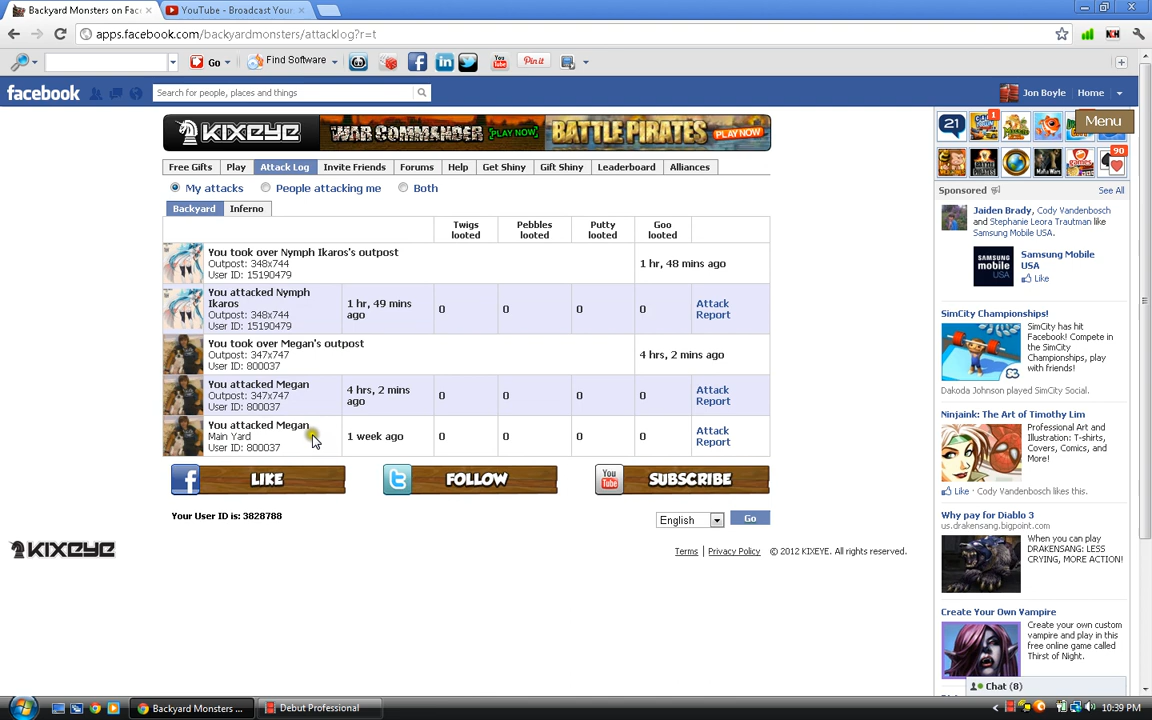 Backyard Monsters on Fac
YouTube - Broadcast Your
apps.facebook.com/backyardmonsters/attacklog?r=t
Go
Find Software
You Tube
Pin it
facebook
Search for people, places and things
Jon Boyle
Home
KIXEYE
WAR COMMANDER
PLAY NOW
BATTLE PIRATES
PLAY NOW
21
1
Menu
90
Free Gifts
Play
Attack Log
Invite Friends
Forums
Help
Get Shiny
Gift Shiny
Leaderboard
Alliances
My attacks
People attacking me
Both
Backyard
Inferno
Twigs looted
Pebbles looted
Putty looted
Goo looted
You took over Nymph Ikaros's outpost
Outpost: 348x744
User ID: 15190479
1 hr, 48 mins ago
You attacked Nymph Ikaros
Outpost: 348x744
User ID: 15190479
1 hr, 49 mins ago
0 0 0 0
Attack Report
You took over Megan's outpost
Outpost: 347x747
User ID: 800037
4 hrs, 2 mins ago
You attacked Megan
Outpost: 347x747
User ID: 800037
4 hrs, 2 mins ago
0 0 0 0
Attack Report
You attacked Megan
Main Yard
User ID: 800037
1 week ago
0 0 0 0
Attack Report
LIKE
FOLLOW
You Tube
SUBSCRIBE
Your User ID is: 3828788
English
Go
KIXEYE
Terms | Privacy Policy © 2012 KIXEYE. All rights reserved.
Sponsored
See All
Jaiden Brady, Cody Vandenbosch and Stephanie Leora Trautman like Samsung Mobile USA.
SAMSUNG mobile USA
Samsung Mobile USA
Like
SimCity Championships!
SimCity has hit Facebook! Compete in the SimCity Championships, play with friends!
Dakoda Johnson played SimCity Social.
Ninjaink: The Art of Timothy Lim
Professional Art and Illustration: T-shirts, Covers, Comics, and More!
Like · Cody Vandenbosch likes this.
Why pay for Diablo 3
us.drakensang.bigpoint.com
When you can play DRAKENSANG: LESS CRYING, MORE ACTION!
Create Your Own Vampire
Create your own custom vampire and play in this free online game called Thirst of Night.
Chat (8)
Backyard Monsters ...
Debut Professional
10:39 PM